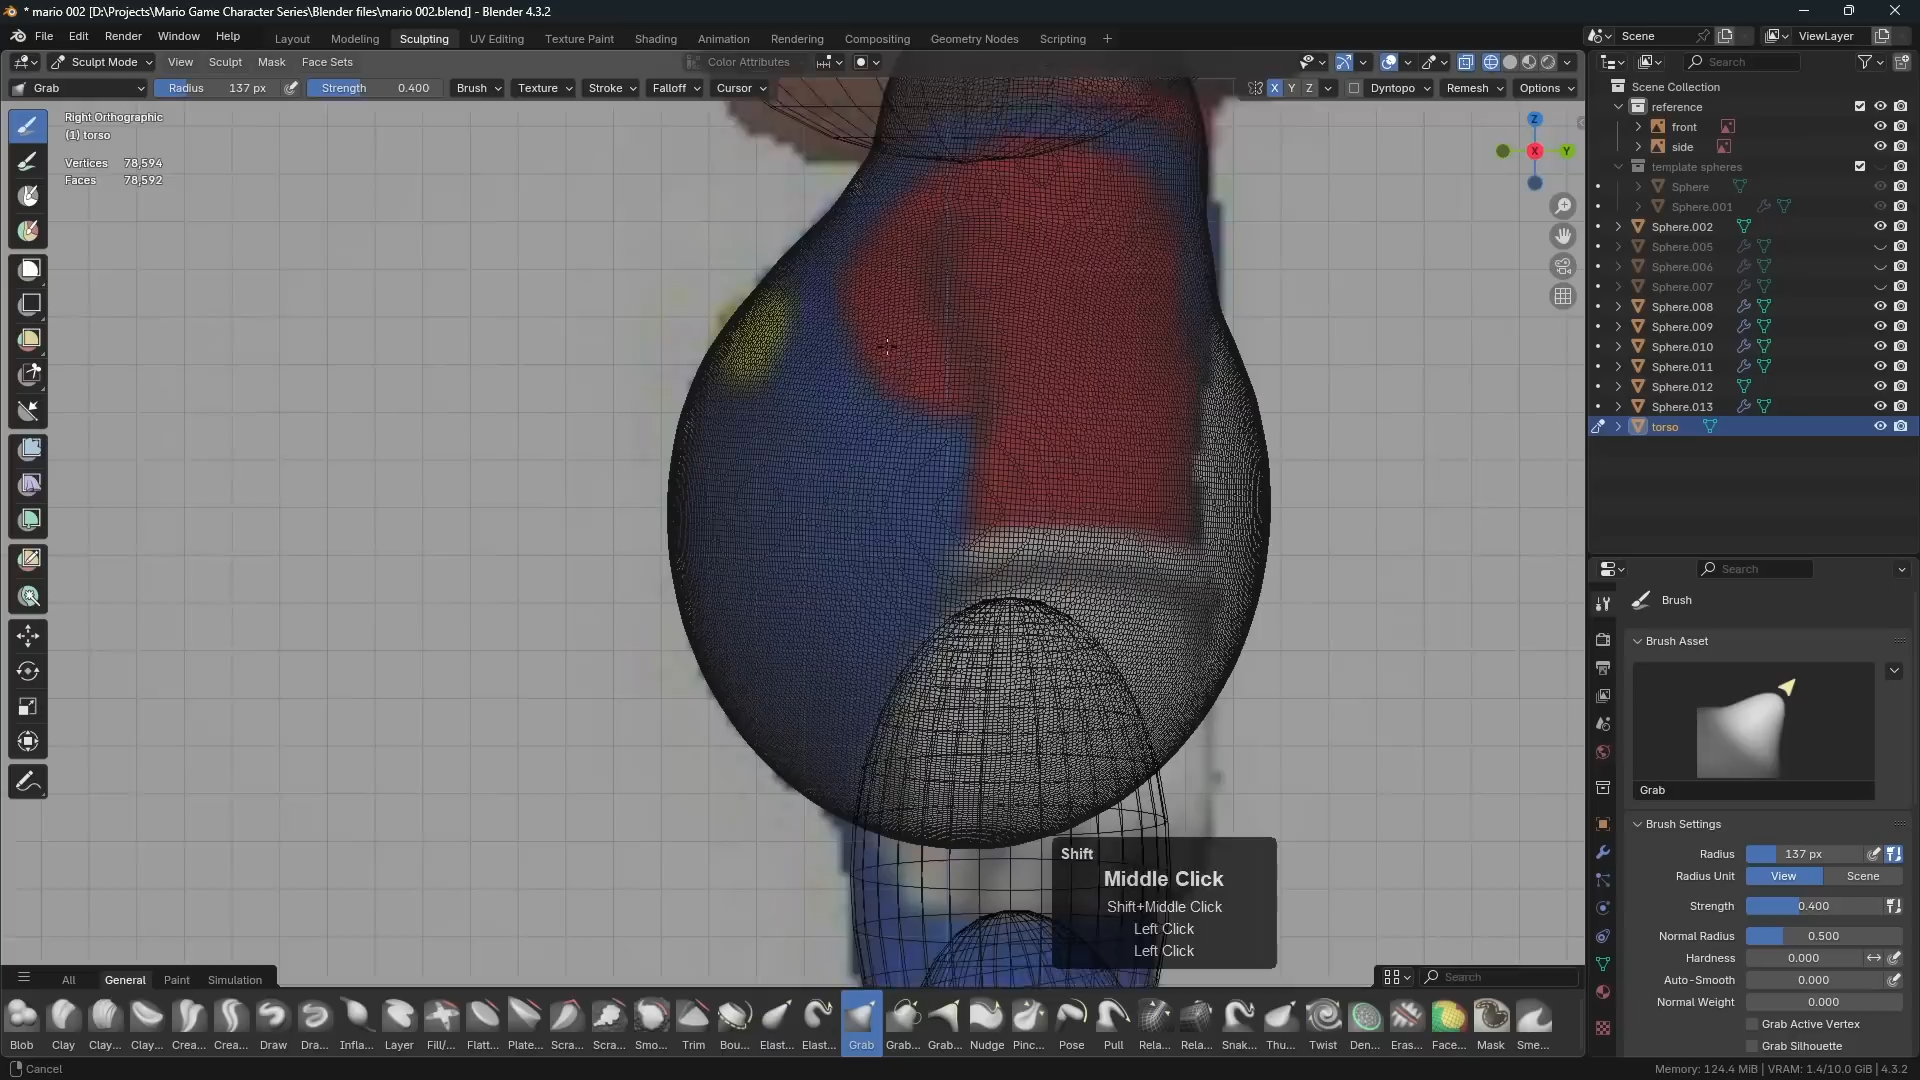 * mario 002 [D:\Projects\Mario Game Character Series\Blender files\mario 002.blend] - Blender 4.3.2
File Edit Render Window Help Layout Modeling Sculpting UV Editing Texture Paint Shading Animation Rendering Compositing Geometry Nodes Scripting + Scene ViewLayer
Sculpt Mode View Sculpt Mask Face Sets Color Attributes Search
Grab Radius 137 px Strength 0.400 Brush Texture Stroke Falloff Cursor X Y Z Dyntopo Remesh Options
Right Orthographic
(1) torso
Vertices 78,594
Faces 78,592
Z
X
Y
Scene Collection
reference
front
side
template spheres
Sphere
Sphere.001
Sphere.002
Sphere.005
Sphere.006
Sphere.007
Sphere.008
Sphere.009
Sphere.010
Sphere.011
Sphere.012
Sphere.013
torso
Search
Brush
Brush Asset
Grab
Brush Settings
Radius 137 px
Radius Unit View Scene
Strength 0.400
Normal Radius 0.500
Hardness 0.000
Auto-Smooth 0.000
Normal Weight 0.000
Grab Active Vertex
Grab Silhouette
Shift
Middle Click
Shift+Middle Click
Left Click
Left Click
All General Paint Simulation Search
Blob Clay Clay... Clay... Crea... Crea... Draw Dra... Infla... Layer Fill/... Flatt... Plate... Scra... Scra... Smo... Trim Bou... Elast... Elast... Grab Grab... Grab... Nudge Pinc... Pose Pull Rela... Rela... Snak... Thu... Twist Den... Eras... Face... Mask Sme...
Cancel Memory: 124.4 MiB | VRAM: 1.4/10.0 GiB | 4.3.2